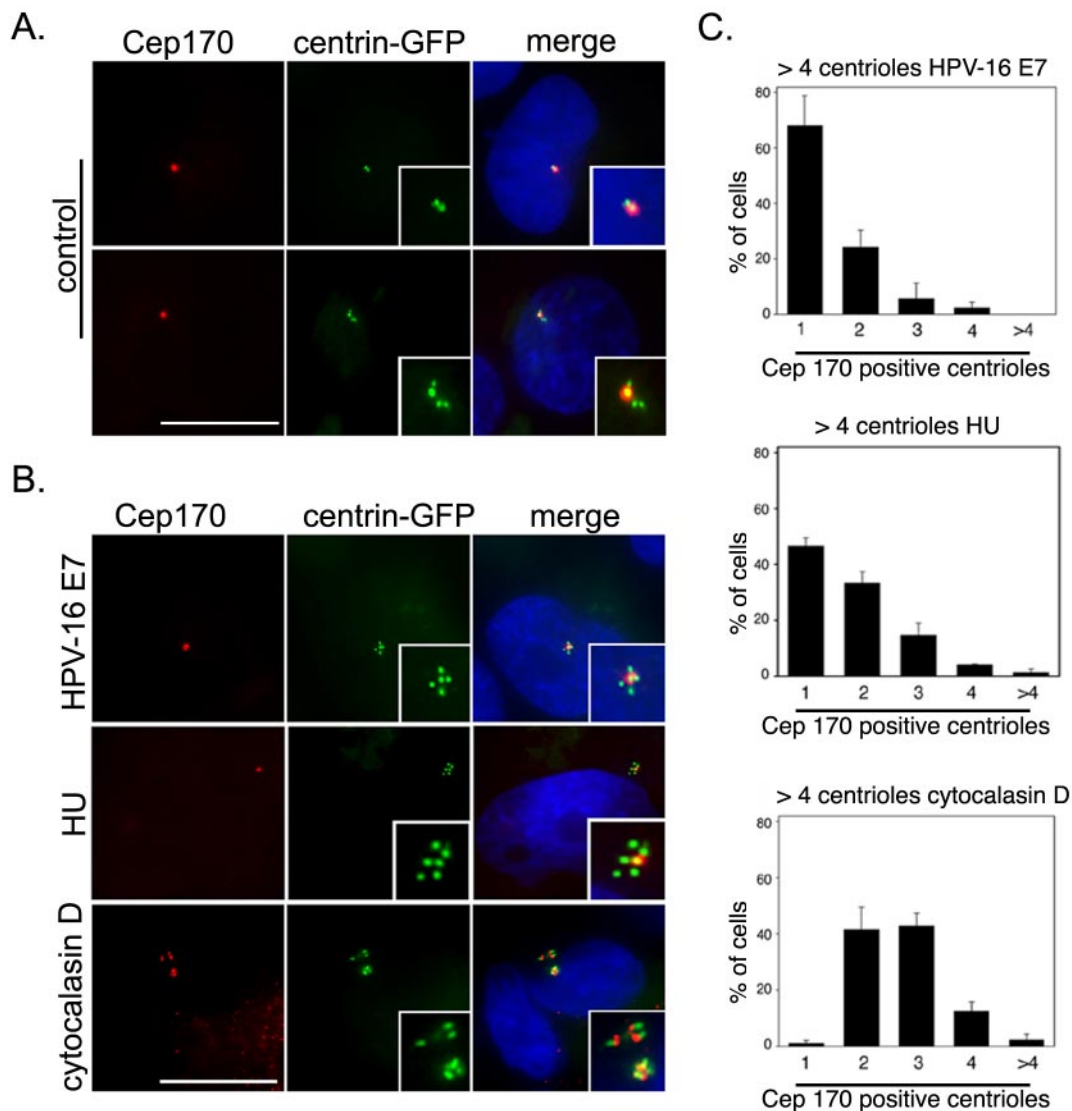 A.
Cep170 centrin-GFP merge
control
B.
Cep170 centrin-GFP merge
HPV-16 E7
HU
cytocalasin D
C.
> 4 centrioles HPV-16 E7
80
60
40
20
0
% of cells
1 2 3 4 >4
Cep 170 positive centrioles
> 4 centrioles HU
80
60
40
20
0
% of cells
1 2 3 4 >4
Cep 170 positive centrioles
> 4 centrioles cytocalasin D
80
60
40
20
0
% of cells
1 2 3 4 >4
Cep 170 positive centrioles